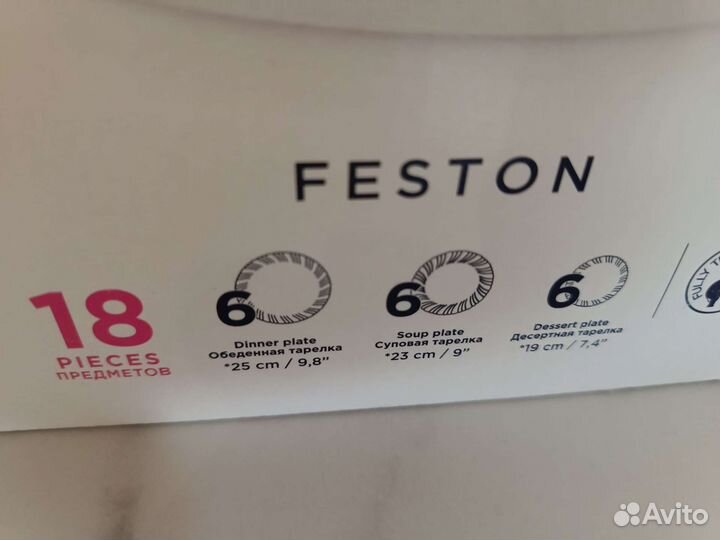 FESTON
18
PIECES
ПРЕДМЕТОВ
6
Dinner plate
Обеденная тарелка
*25 cm / 9,8”
6
Soup plate
Суповая тарелка
*23 cm / 9”
6
Dessert plate
Десертная тарелка
*19 cm / 7,4”
FULLY
Avito